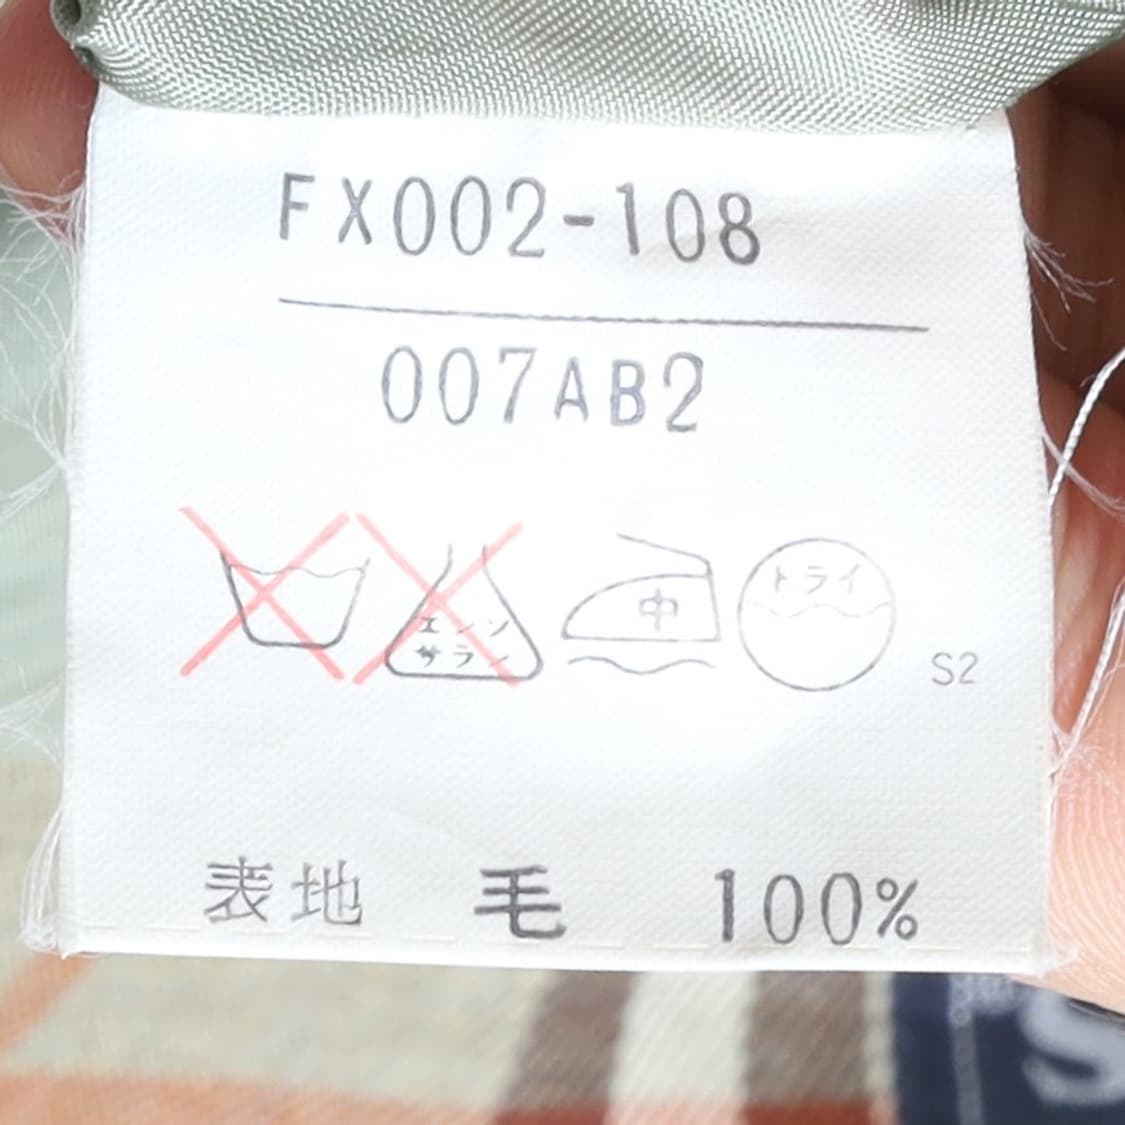 FX002-108
007AB2
エンソ
サラシ
中
ドライ
S2
表地 毛 100%
S